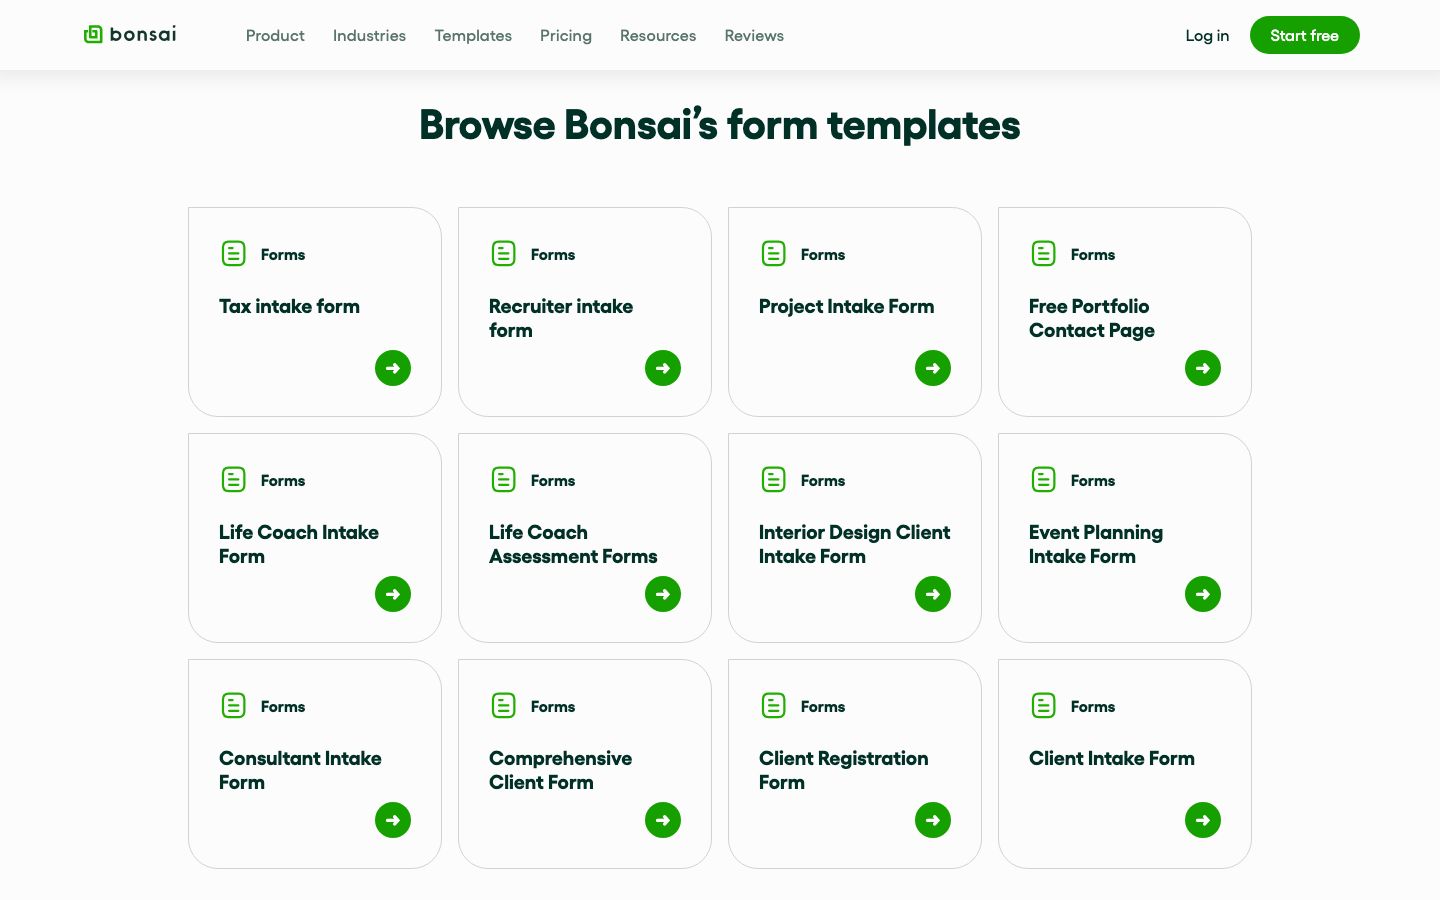 bonsai
Product Industries Templates Pricing Resources Reviews
Log in
Start free
Browse Bonsai’s form templates
Forms
Tax intake form
Forms
Recruiter intake
form
Forms
Project Intake Form
Forms
Free Portfolio
Contact Page
Forms
Life Coach Intake
Form
Forms
Life Coach
Assessment Forms
Forms
Interior Design Client
Intake Form
Forms
Event Planning
Intake Form
Forms
Consultant Intake
Form
Forms
Comprehensive
Client Form
Forms
Client Registration
Form
Forms
Client Intake Form